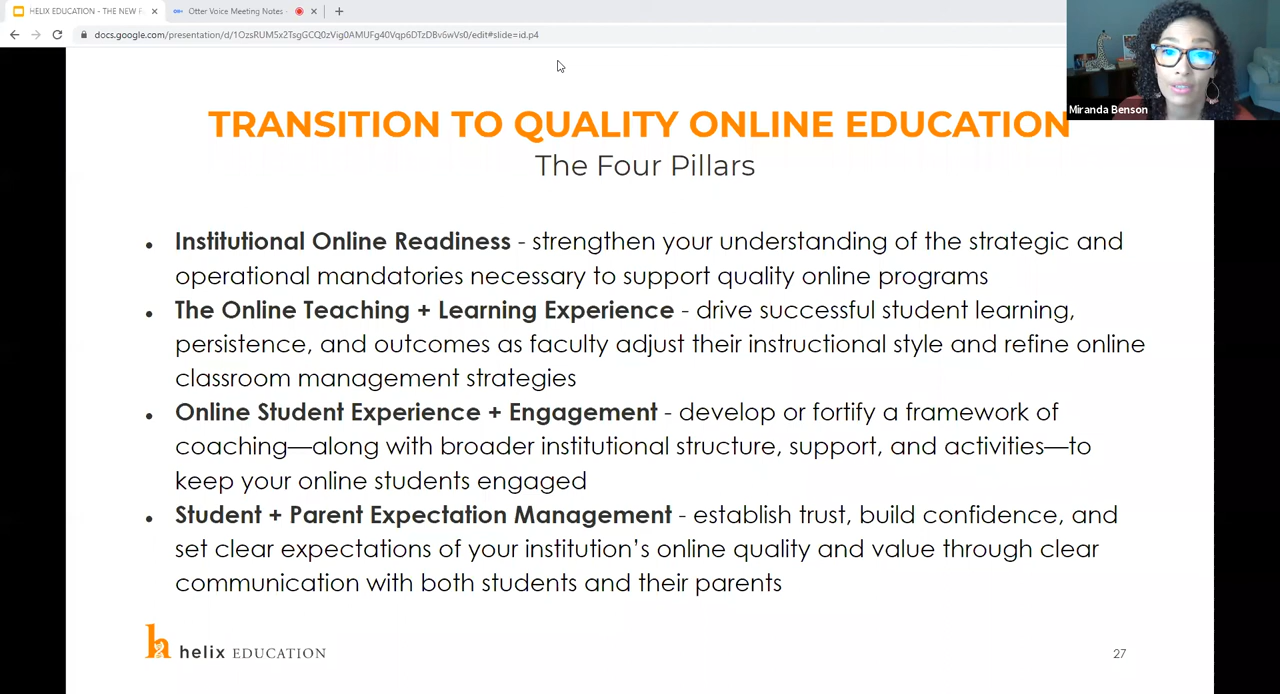 HELIX EDUCATION - THE NEW
Otter Voice Meeting Notes -
docs.google.com/presentation/d/1OzsRUM5x2TsgGCQ0zVig0AMUFg40Vqp6DTzDBv6wVs0/edit#slide=id.p4
Miranda Benson
TRANSITION TO QUALITY ONLINE EDUCATION
The Four Pillars
• Institutional Online Readiness - strengthen your understanding of the strategic and
operational mandatories necessary to support quality online programs
• The Online Teaching + Learning Experience - drive successful student learning,
persistence, and outcomes as faculty adjust their instructional style and refine online
classroom management strategies
• Online Student Experience + Engagement - develop or fortify a framework of
coaching—along with broader institutional structure, support, and activities—to
keep your online students engaged
• Student + Parent Expectation Management - establish trust, build confidence, and
set clear expectations of your institution’s online quality and value through clear
communication with both students and their parents
helix EDUCATION
27